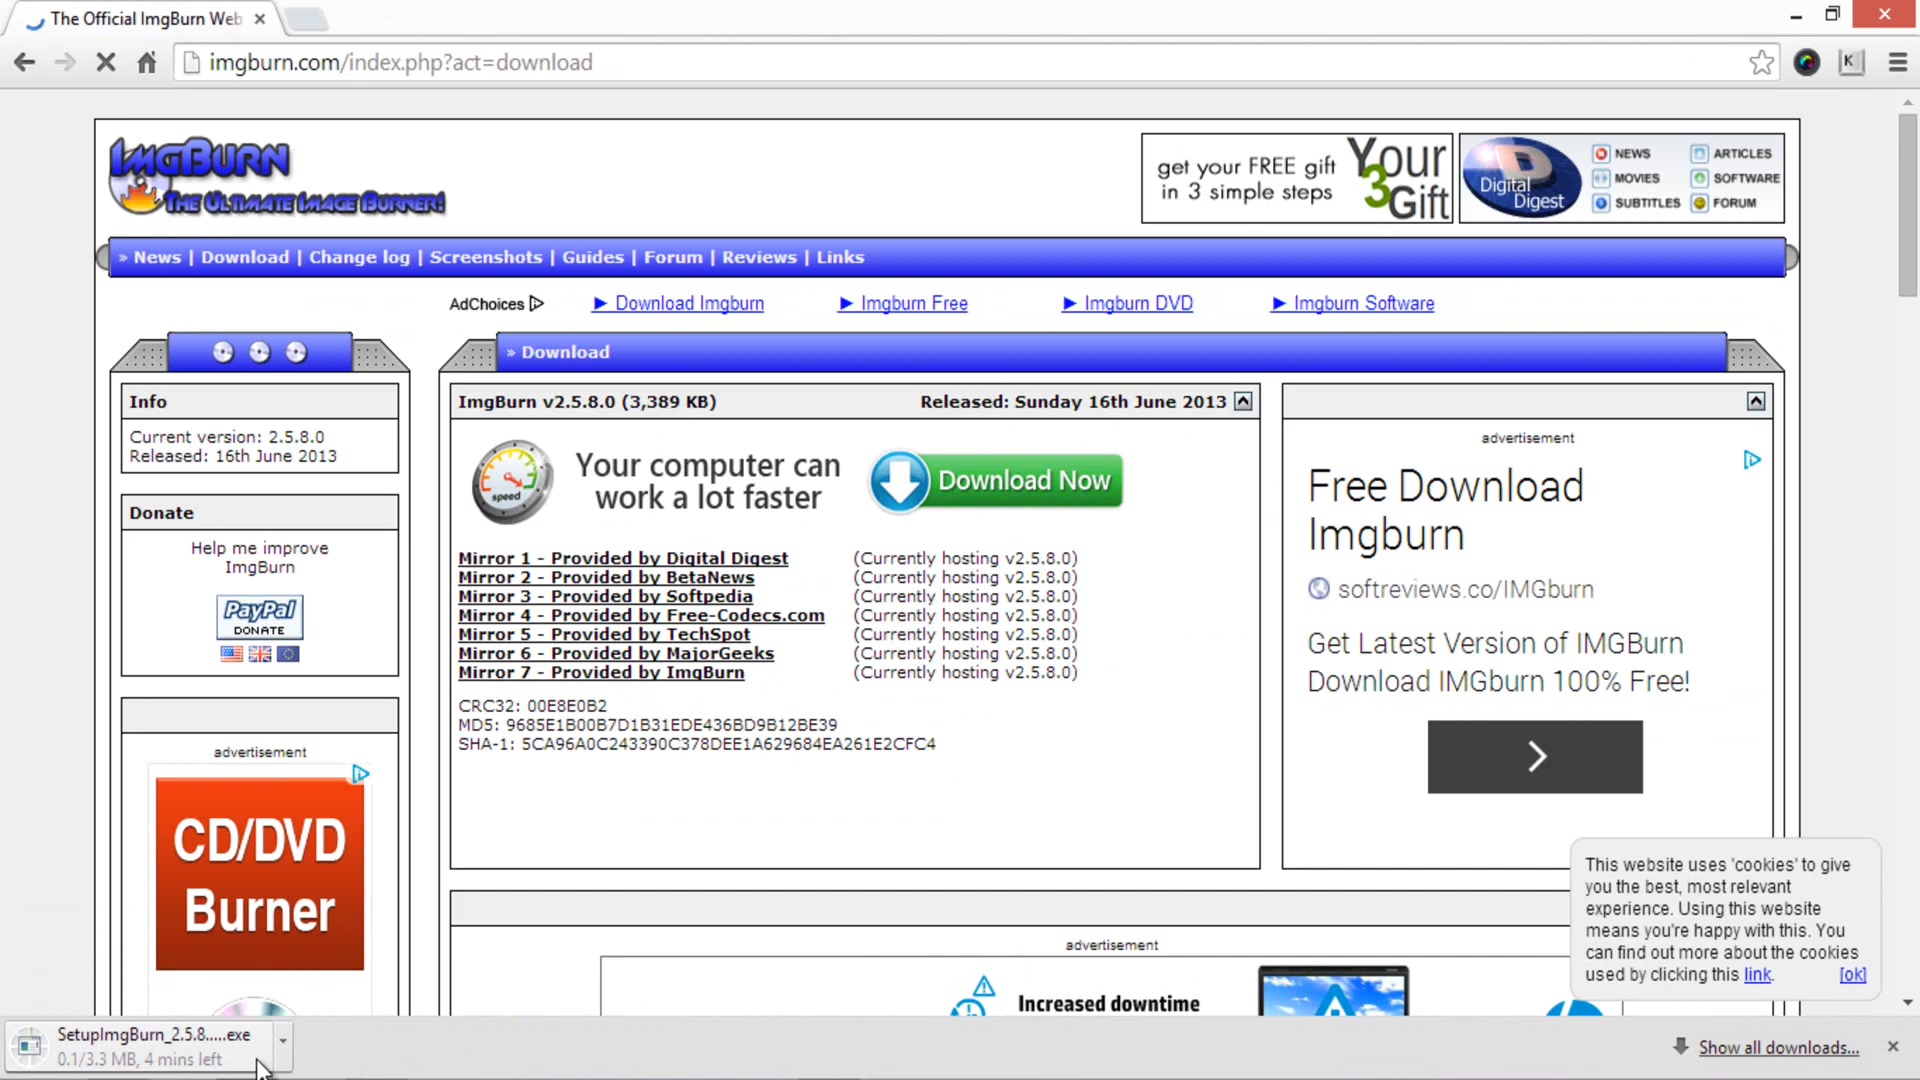 The Official ImgBurn Web
imgburn.com/index.php?act=download
K
ImgBurn
The Ultimate Image Burner!
get your FREE gift
in 3 simple steps
Your
3
Gift
Digital
Digest
NEWS
ARTICLES
MOVIES
SOFTWARE
SUBTITLES
FORUM
» News | Download | Change log | Screenshots | Guides | Forum | Reviews | Links
AdChoices
► Download Imgburn
► Imgburn Free
► Imgburn DVD
► Imgburn Software
» Download
Info
Current version: 2.5.8.0
Released: 16th June 2013
Donate
Help me improve
ImgBurn
PayPal
DONATE
advertisement
CD/DVD
Burner
ImgBurn v2.5.8.0 (3,389 KB)
Released: Sunday 16th June 2013
speed
Your computer can
work a lot faster
Download Now
Mirror 1 - Provided by Digital Digest (Currently hosting v2.5.8.0)
Mirror 2 - Provided by BetaNews (Currently hosting v2.5.8.0)
Mirror 3 - Provided by Softpedia (Currently hosting v2.5.8.0)
Mirror 4 - Provided by Free-Codecs.com (Currently hosting v2.5.8.0)
Mirror 5 - Provided by TechSpot (Currently hosting v2.5.8.0)
Mirror 6 - Provided by MajorGeeks (Currently hosting v2.5.8.0)
Mirror 7 - Provided by ImgBurn (Currently hosting v2.5.8.0)
CRC32: 00E8E0B2
MD5: 9685E1B00B7D1B31EDE436BD9B12BE39
SHA-1: 5CA96A0C243390C378DEE1A629684EA261E2CFC4
advertisement
Free Download
Imgburn
softreviews.co/IMGburn
Get Latest Version of IMGBurn
Download IMGburn 100% Free!
advertisement
Increased downtime
This website uses 'cookies' to give
you the best, most relevant
experience. Using this website
means you're happy with this. You
can find out more about the cookies
used by clicking this link. [ok]
SetupImgBurn_2.5.8.....exe
0.1/3.3 MB, 4 mins left
Show all downloads...